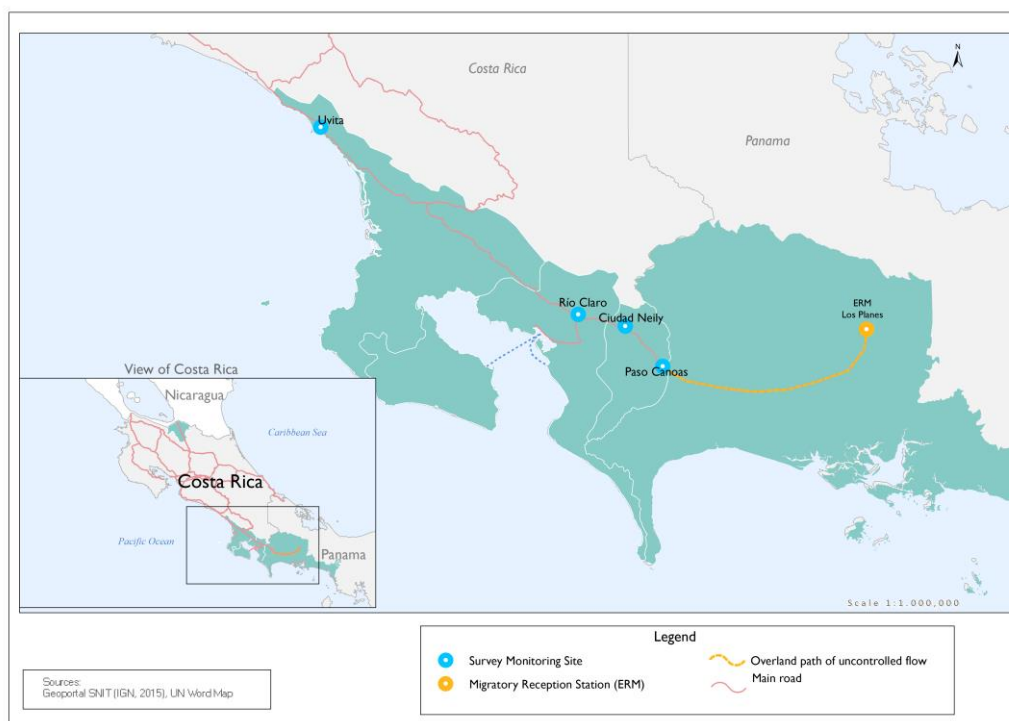 N
Costa Rica
Panama
Uvita
Río Claro
Ciudad Neily
Paso Canoas
ERM
Los Planes
View of Costa Rica
Nicaragua
Caribbean Sea
Costa Rica
Pacific Ocean
Panama
Scale 1:1.000,000
Legend
Survey Monitoring Site
Overland path of uncontrolled flow
Migratory Reception Station (ERM)
Main road
Sources:
Geoportal SNIT (IGN, 2015), UN Word Map